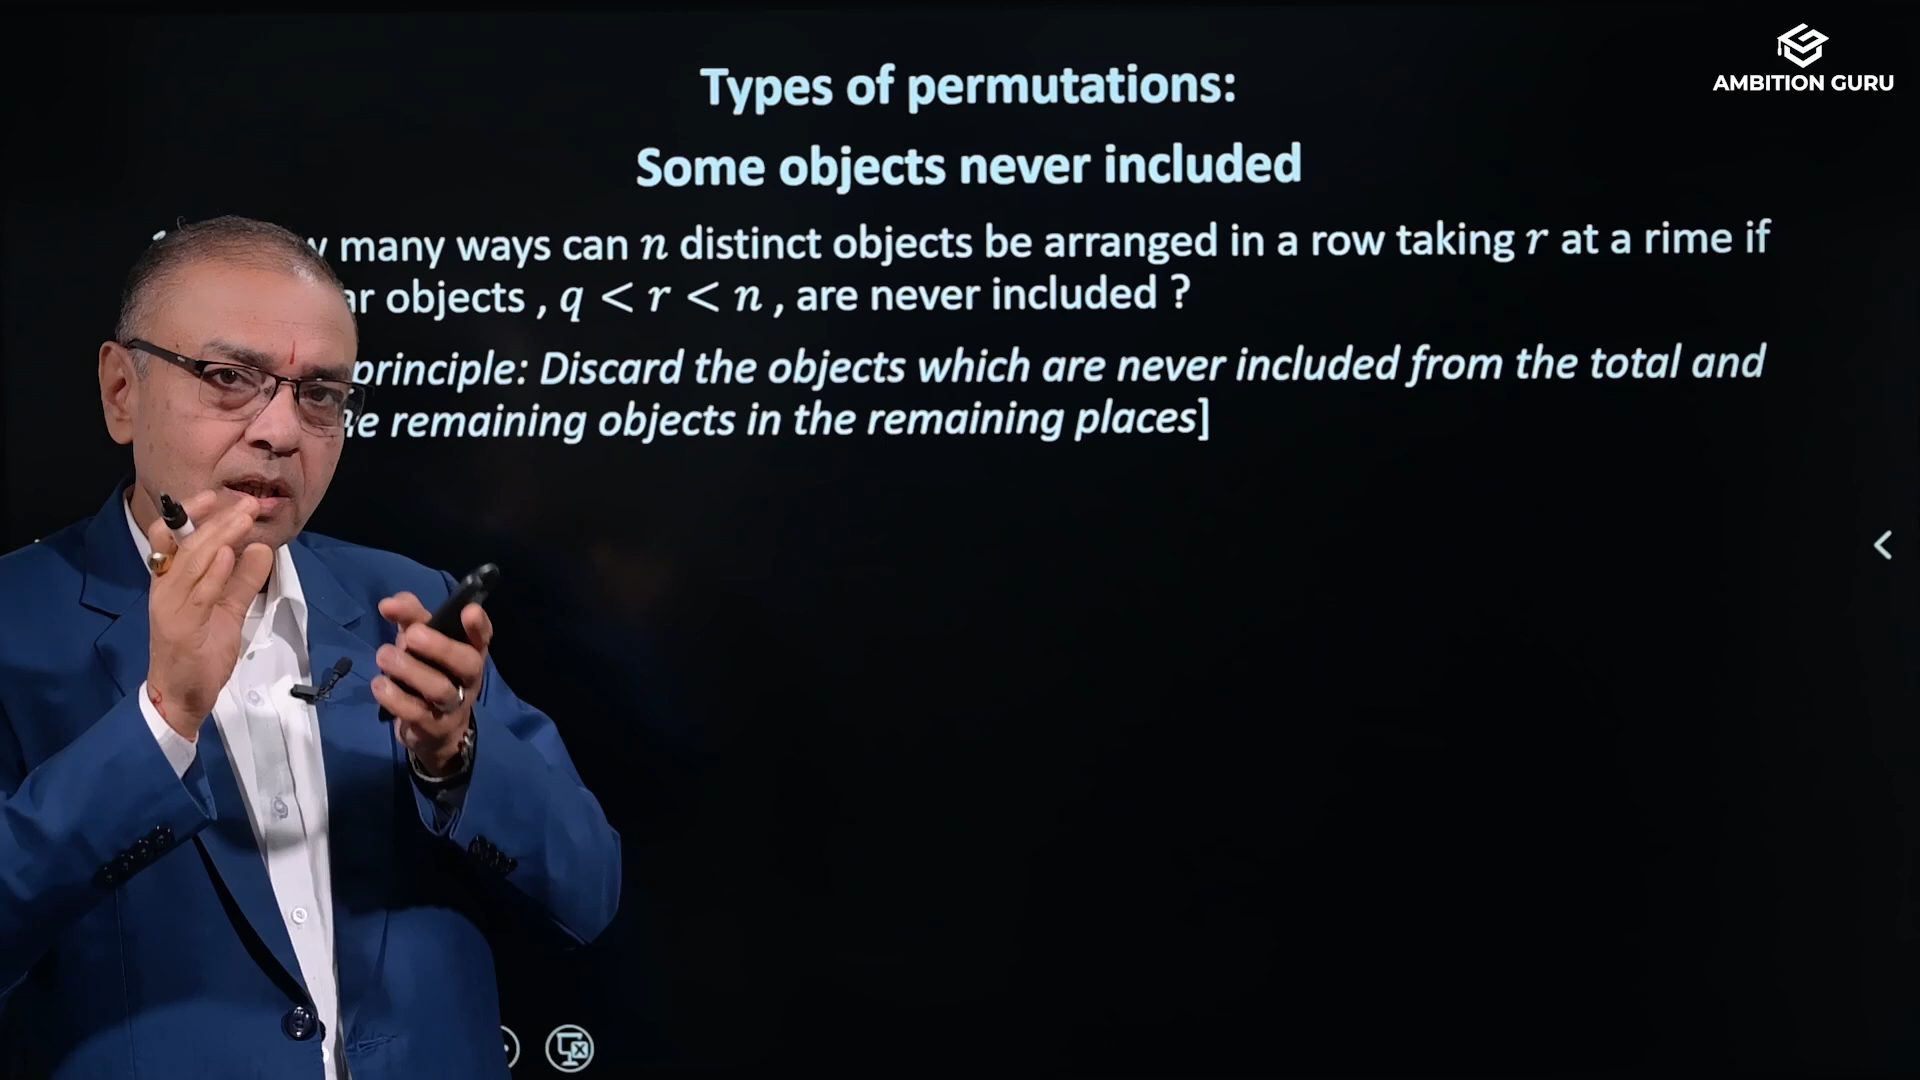 AMBITION GURU
Types of permutations:
Some objects never included
many ways can n distinct objects be arranged in a row taking r at a rime if
objects , q < r < n , are never included ?
principle: Discard the objects which are never included from the total and
remaining objects in the remaining places]